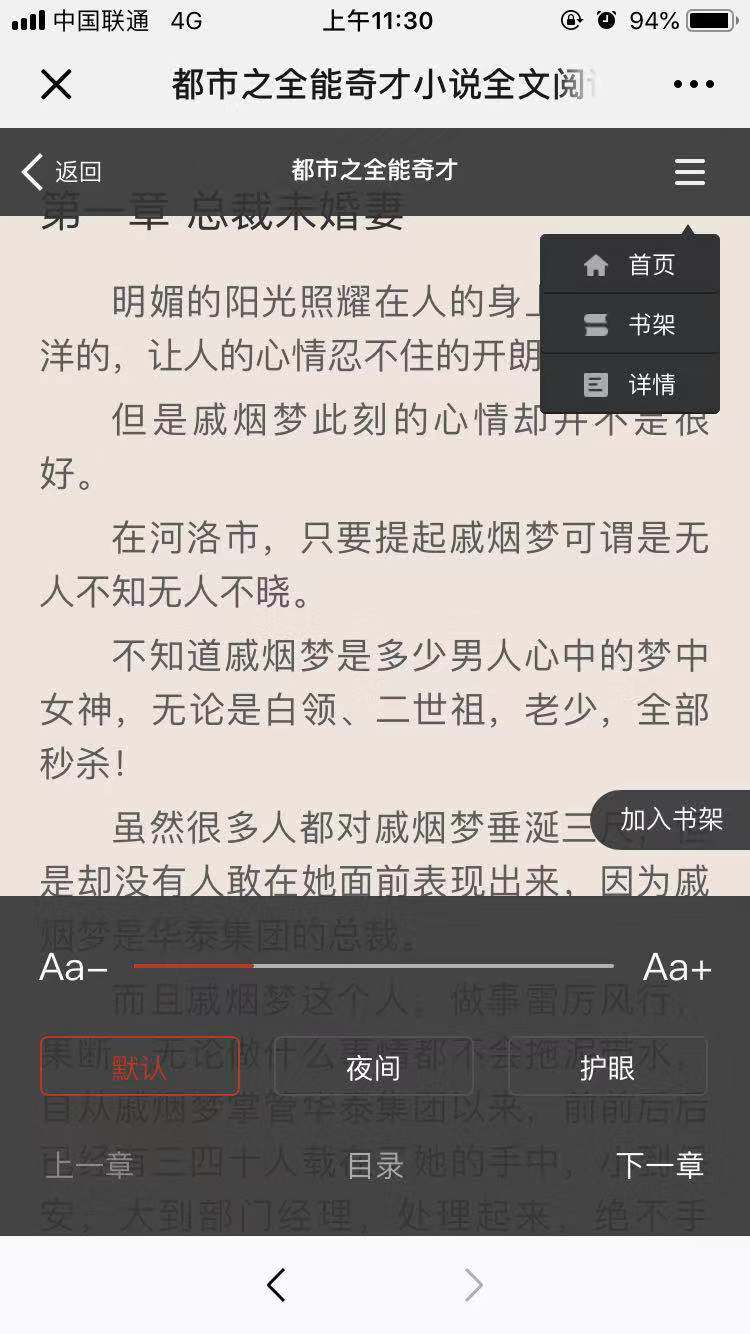 中国联通 4G 上午11:30 94%
都市之全能奇才小说全文阅
返回 都市之全能奇才
第一章 总裁未婚妻
首页
书架
详情
明媚的阳光照耀在人的身上
洋的，让人的心情忍不住的开朗
但是戚烟梦此刻的心情却并不是很
好。
在河洛市，只要提起戚烟梦可谓是无
人不知无人不晓。
不知道戚烟梦是多少男人心中的梦中
女神，无论是白领、二世祖，老少，全部
秒杀！
虽然很多人都对戚烟梦垂涎三尺，但
加入书架
是却没有人敢在她面前表现出来，因为戚
烟梦是华泰集团的总裁。
Aa− Aa+
而且戚烟梦这个人，做事雷厉风行，
果断，无论做什么事情都不会拖泥带水，
默认 夜间 护眼
自从戚烟梦掌管华泰集团以来，前前后后
已经有三四十人载在她的手中，小到保
上一章 目录 下一章
安，大到部门经理，处理起来，绝不手